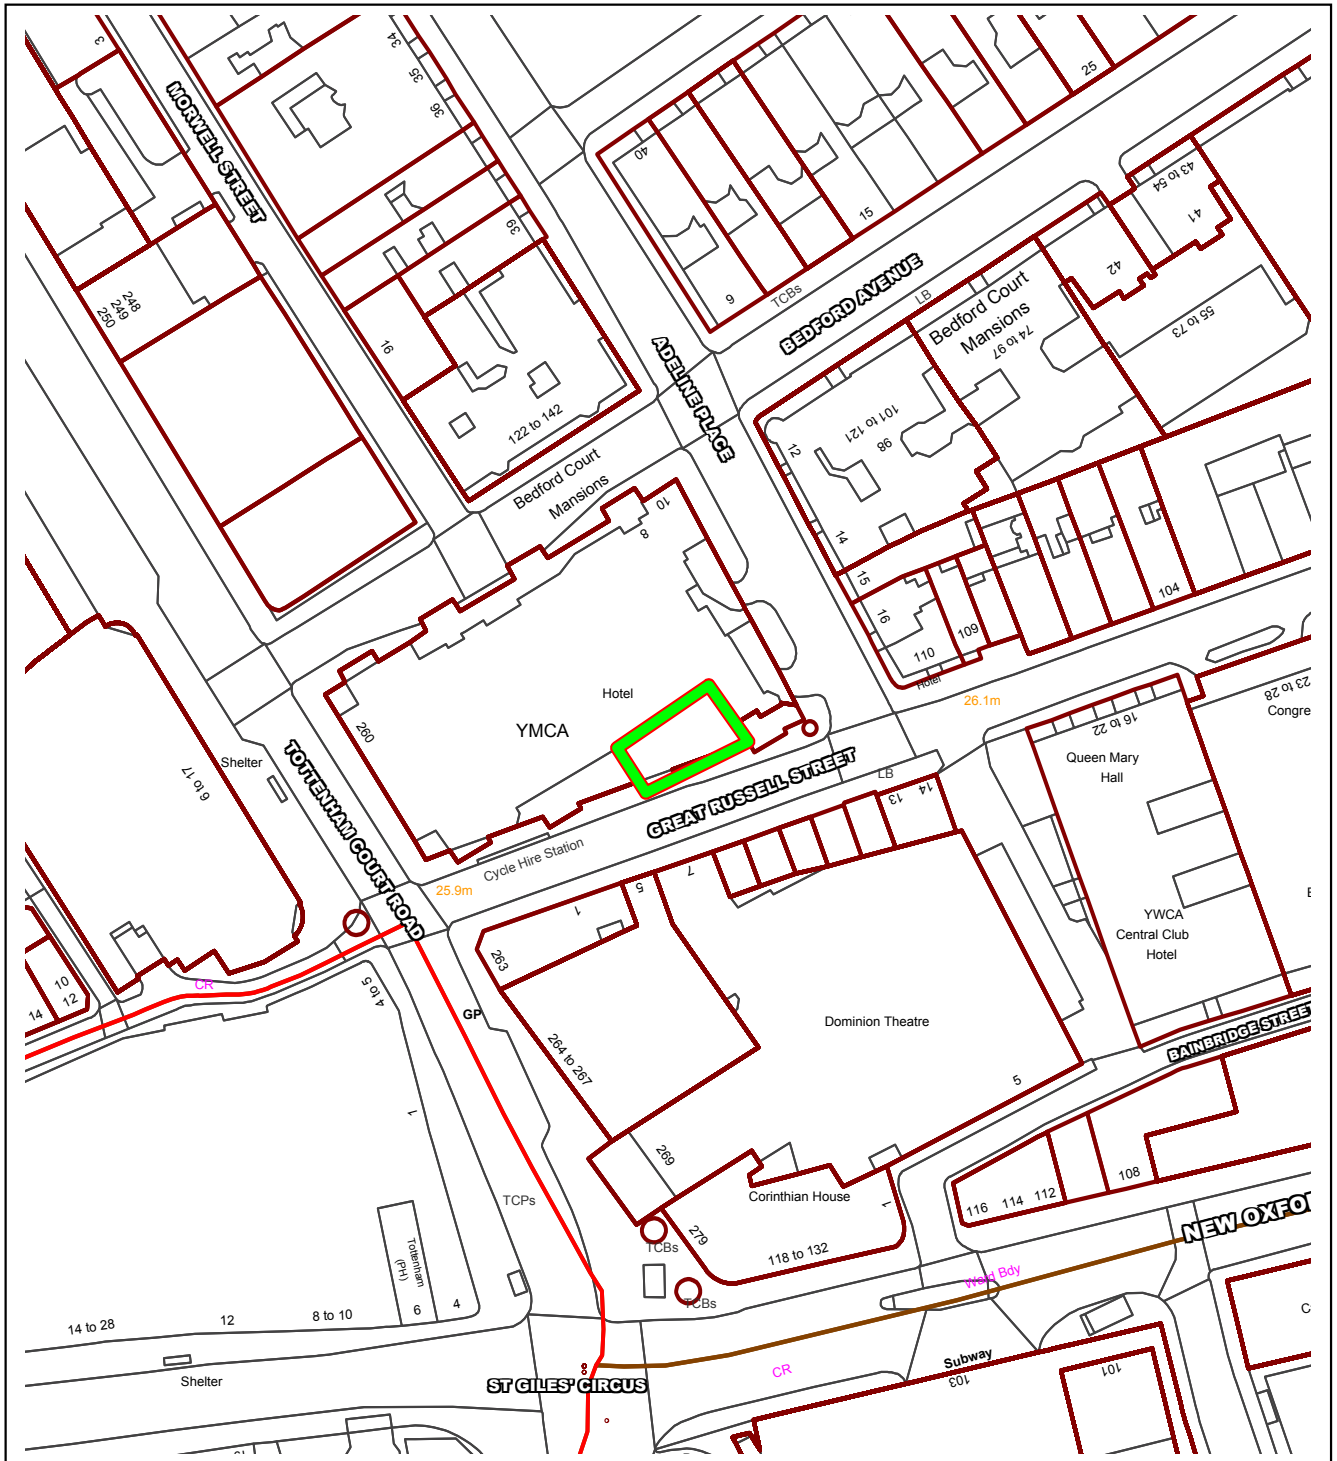 3
34
35
36
25
MORWELL STREET
40
43 to 54
41
42
39
15
9
TCBs
BEDFORD AVENUE
LB
Bedford Court
Mansions
74 to 97
55 to 73
248
249
250
16
ADELINE PLACE
122 to 142
101 to 121
98
12
Bedford Court
Mansions
10
8
14
15
16
104
109
110
Hotel
Hotel
26.1m
23 to 28
Congre
YMCA
260
16 to 22
Queen Mary
Hall
Shelter
6 to 17
TOTTENHAM COURT ROAD
GREAT RUSSELL STREET
LB
14
13
Cycle Hire Station
25.9m
7
5
1
263
YWCA
Central Club
Hotel
E
10
12
14
CR
4 to 5
GP
Dominion Theatre
BAINBRIDGE STREET
264 to 267
5
1
269
108
112
114
116
TCPs
Corinthian House
1
NEW OXFO
279
TCBs
118 to 132
Tottenham
(PH)
Ward Bdy
TCBs
6
4
14 to 28
12
8 to 10
C
Shelter
CR
Subway
ST GILES' CIRCUS
103
101